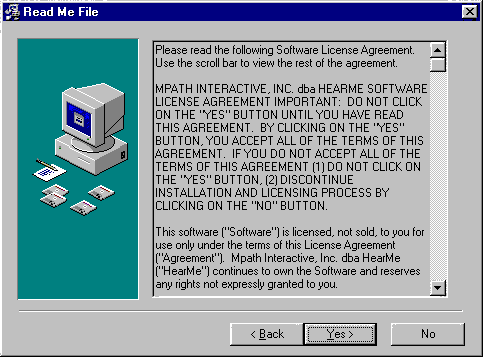 Read Me File
Please read the following Software License Agreement.
Use the scroll bar to view the rest of the agreement.
MPATH INTERACTIVE, INC. dba HEARME SOFTWARE
LICENSE AGREEMENT IMPORTANT:  DO NOT CLICK
ON THE "YES" BUTTON UNTIL YOU HAVE READ
THIS AGREEMENT.  BY CLICKING ON THE "YES"
BUTTON, YOU ACCEPT ALL OF THE TERMS OF THIS
AGREEMENT.  IF YOU DO NOT ACCEPT ALL OF THE
TERMS OF THIS AGREEMENT (1) DO NOT CLICK ON
THE "YES" BUTTON, (2) DISCONTINUE
INSTALLATION AND LICENSING PROCESS BY
CLICKING ON THE "NO" BUTTON.
This software ("Software") is licensed, not sold, to you for
use only under the terms of this License Agreement
("Agreement").  Mpath Interactive, Inc. dba HearMe
("HearMe") continues to own the Software and reserves
any rights not expressly granted to you.
< Back
Yes >
No